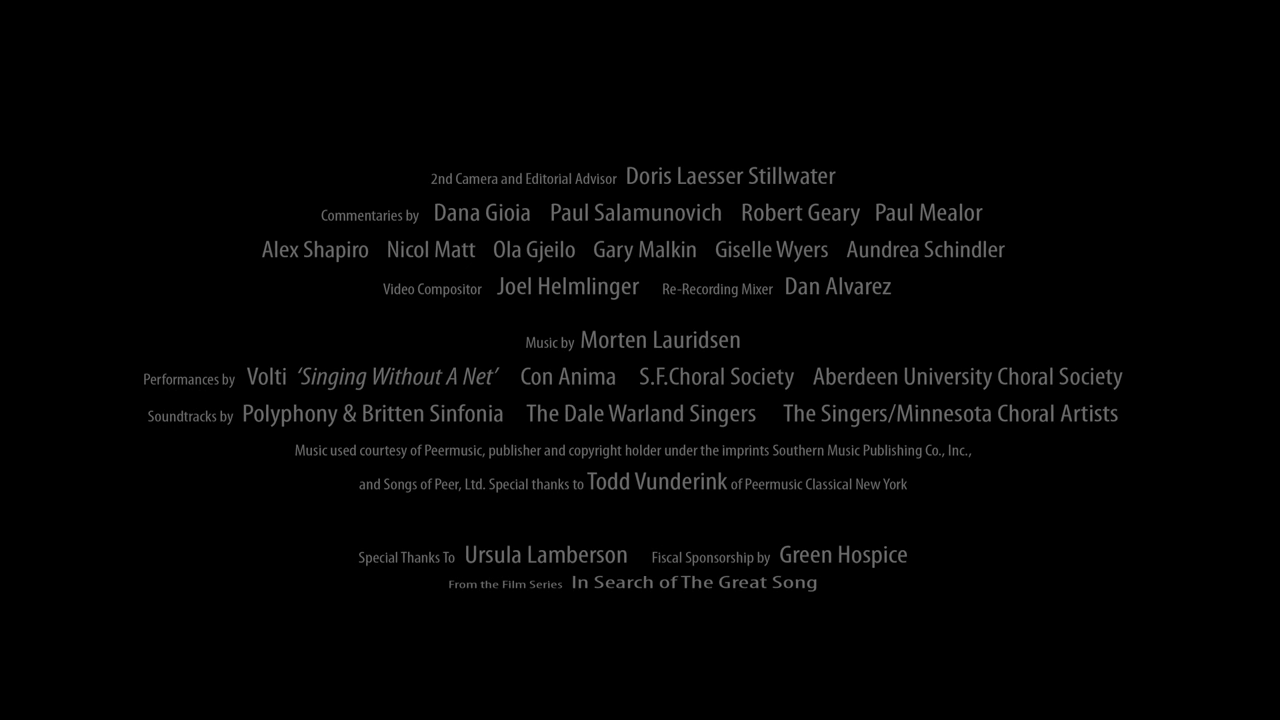 2nd Camera and Editorial Advisor Doris Laesser Stillwater
Commentaries by Dana Gioia Paul Salamunovich Robert Geary Paul Mealor
Alex Shapiro Nicol Matt Ola Gjeilo Gary Malkin Giselle Wyers Aundrea Schindler
Video Compositor Joel Helmlinger Re-Recording Mixer Dan Alvarez
Music by Morten Lauridsen
Performances by Volti ‘Singing Without A Net’ Con Anima S.F.Choral Society Aberdeen University Choral Society
Soundtracks by Polyphony & Britten Sinfonia The Dale Warland Singers The Singers/Minnesota Choral Artists
Music used courtesy of Peermusic, publisher and copyright holder under the imprints Southern Music Publishing Co., Inc.,
and Songs of Peer, Ltd. Special thanks to Todd Vunderink of Peermusic Classical New York
Special Thanks To Ursula Lamberson Fiscal Sponsorship by Green Hospice
From the Film Series In Search of The Great Song